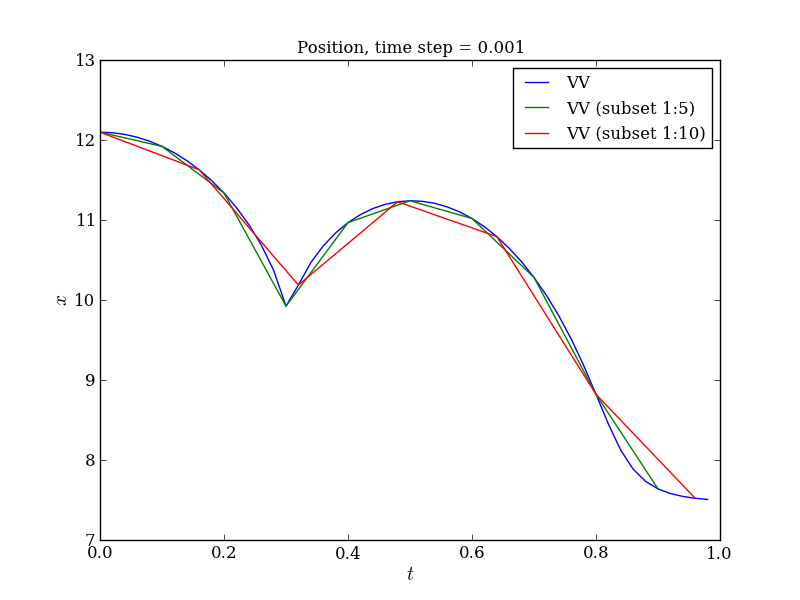 Position, time step = 0.001
VV
VV (subset 1:5)
VV (subset 1:10)
13
12
11
10
9
8
7
x
0.0 0.2 0.4 0.6 0.8 1.0
t